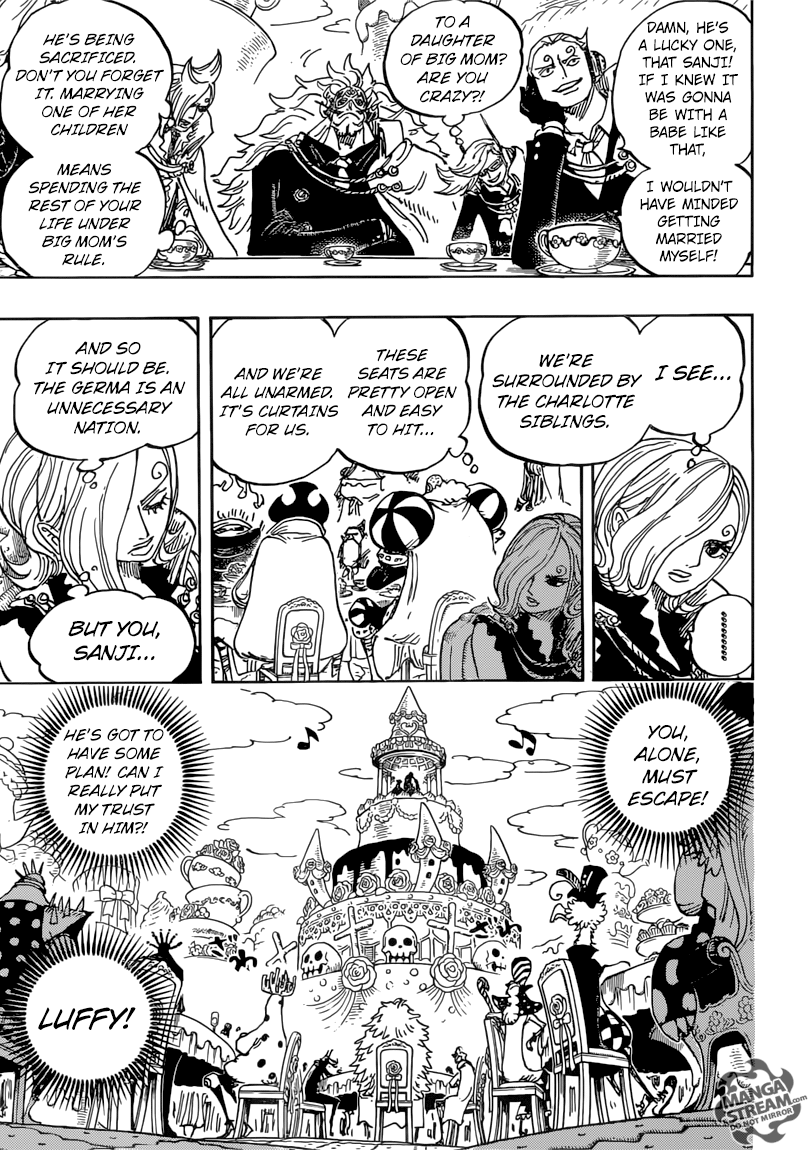 DAMN, HE'S
A LUCKY ONE,
THAT SANJI!
IF I KNEW IT
WAS GONNA
BE WITH A
BABE LIKE
THAT,
I WOULDN'T
HAVE MINDED
GETTING
MARRIED
MYSELF!
TO A
DAUGHTER
OF BIG MOM?
ARE YOU
CRAZY?!
HE'S BEING
SACRIFICED.
DON'T YOU FORGET
IT. MARRYING
ONE OF HER
CHILDREN
MEANS
SPENDING THE
REST OF YOUR
LIFE UNDER
BIG MOM'S
RULE.
I SEE...
..........
WE'RE
SURROUNDED BY
THE CHARLOTTE
SIBLINGS.
THESE
SEATS ARE
PRETTY OPEN
AND EASY
TO HIT...
AND WE'RE
ALL UNARMED.
IT'S CURTAINS
FOR US.
AND SO
IT SHOULD BE.
THE GERMA IS AN
UNNECESSARY
NATION.
BUT YOU,
SANJI...
YOU,
ALONE,
MUST
ESCAPE!
HE'S GOT TO
HAVE SOME
PLAN! CAN I
REALLY PUT
MY TRUST
IN HIM?!
LUFFY!
MANGA
STREAM.com
DO NOT MIRROR